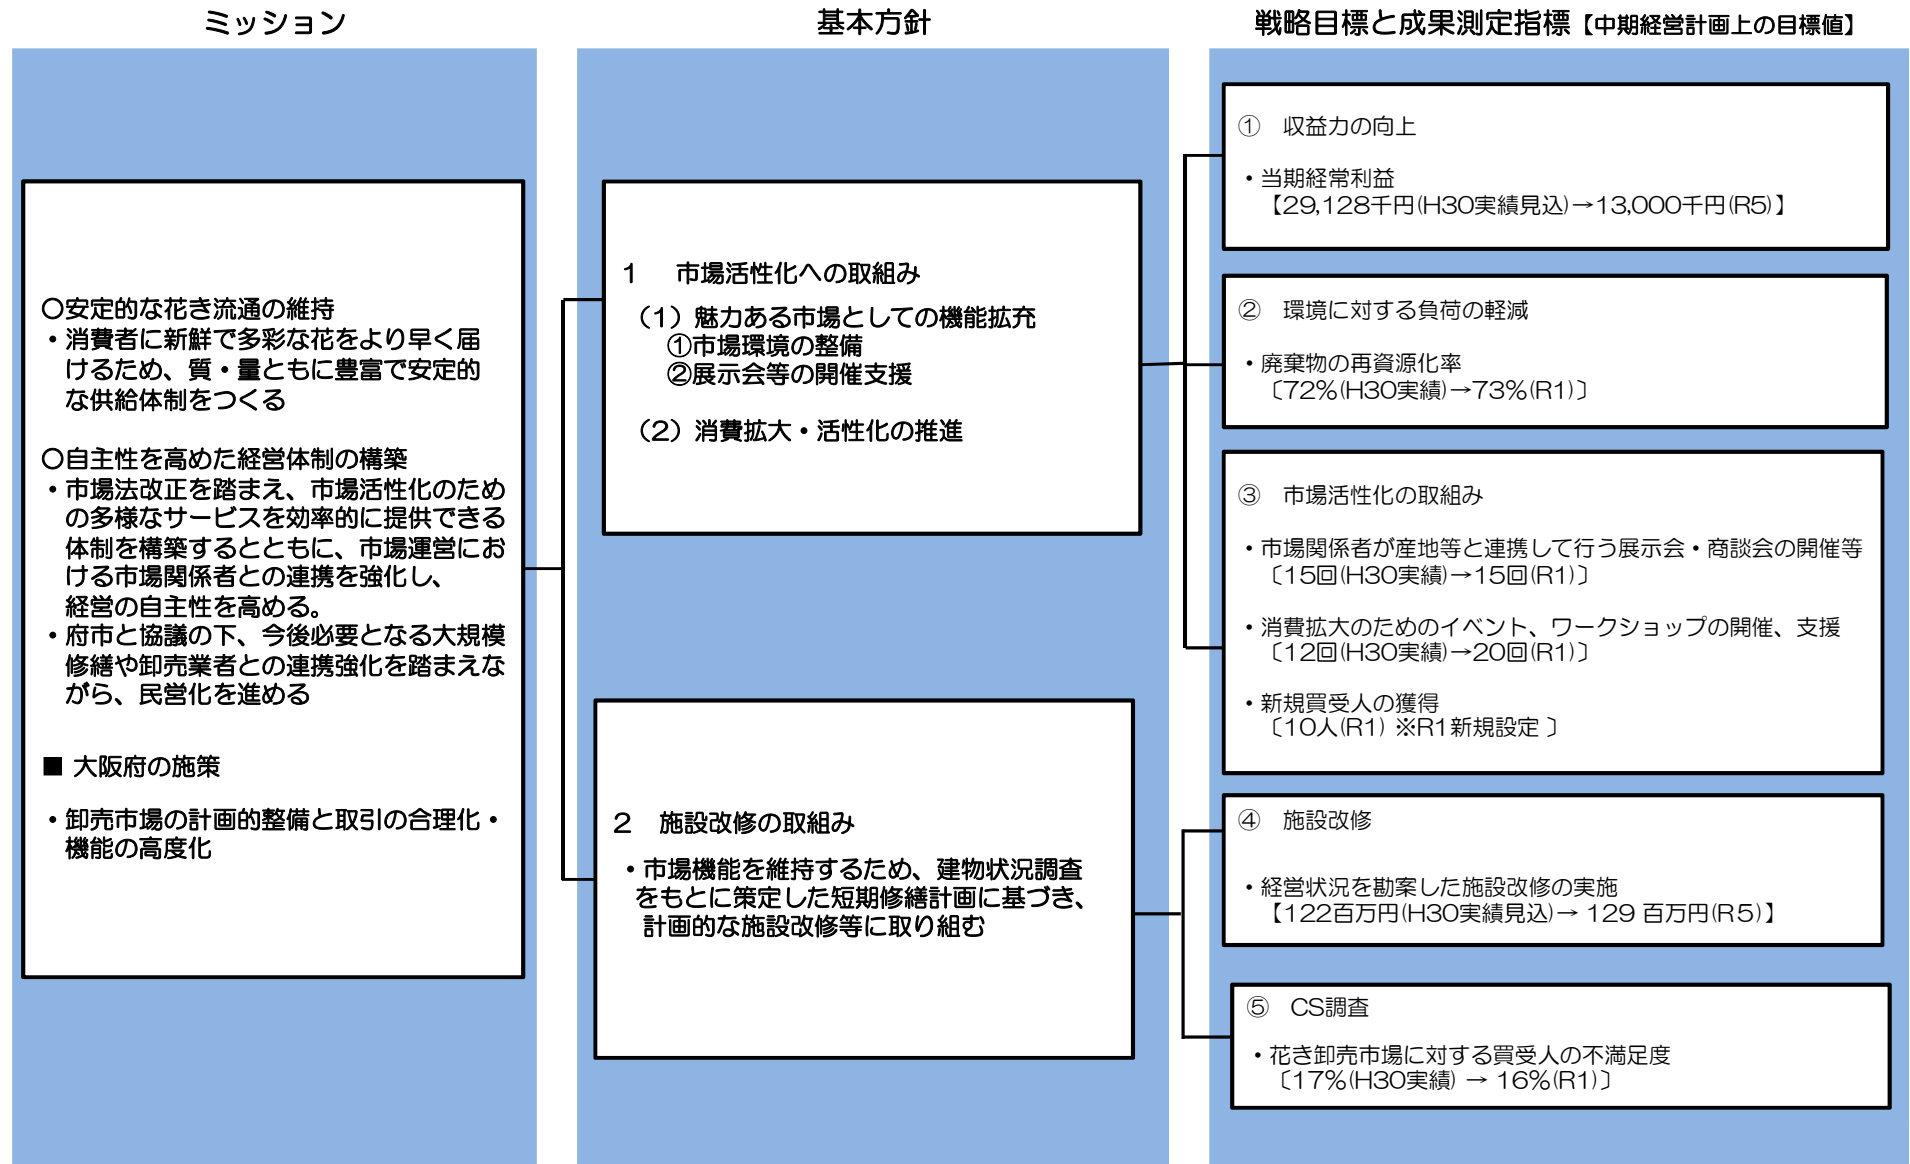 ミッション
〇安定的な花き流通の維持
・消費者に新鮮で多彩な花をより早く届
けるため、質・量ともに豊富で安定的
な供給体制をつくる
〇自主性を高めた経営体制の構築
・市場法改正を踏まえ、市場活性化のため
の多様なサービスを効率的に提供できる
体制を構築するとともに、市場運営にお
ける市場関係者との連携を強化し、
経営の自主性を高める。
・府市と協議の下、今後必要となる大規模
修繕や卸売業者との連携強化を踏まえな
がら、民営化を進める
■ 大阪府の施策
・卸売市場の計画的整備と取引の合理化・
機能の高度化
基本方針
1 市場活性化への取組み
（1）魅力ある市場としての機能拡充
①市場環境の整備
②展示会等の開催支援
（2）消費拡大・活性化の推進
2 施設改修の取組み
・市場機能を維持するため、建物状況調査
をもとに策定した短期修繕計画に基づき、
計画的な施設改修等に取り組む
戦略目標と成果測定指標【中期経営計画上の目標値】
① 収益力の向上
・当期経常利益
【29,128千円(H30実績見込)→13,000千円(R5)】
② 環境に対する負荷の軽減
・廃棄物の再資源化率
〔72%(H30実績)→73%(R1)〕
③ 市場活性化の取組み
・市場関係者が産地等と連携して行う展示会・商談会の開催等
〔15回(H30実績)→15回(R1)〕
・消費拡大のためのイベント、ワークショップの開催、支援
〔12回(H30実績)→20回(R1)〕
・新規買受人の獲得
〔10人(R1) ※R1新規設定 〕
④ 施設改修
・経営状況を勘案した施設改修の実施
【122百万円(H30実績見込)→ 129 百万円(R５)】
⑤ CS調査
・花き卸売市場に対する買受人の不満足度
〔17%(H30実績) → 16%(R1)〕